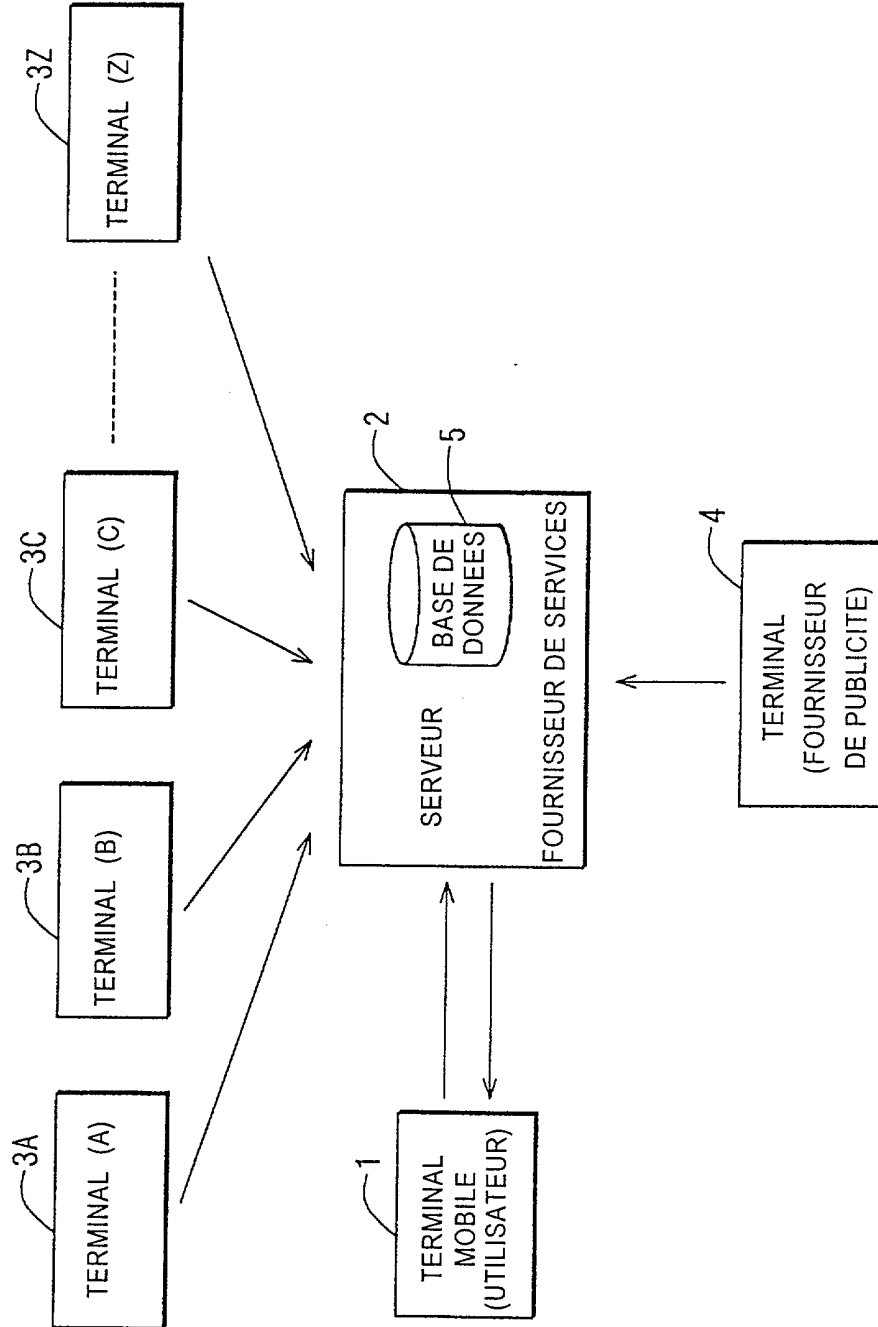 3A
TERMINAL (A)
3B
TERMINAL (B)
3C
TERMINAL (C)
3Z
TERMINAL (Z)
1
TERMINAL
MOBILE
(UTILISATEUR)
2
SERVEUR
5
BASE DE
DONNEES
FOURNISSEUR DE SERVICES
4
TERMINAL
(FOURNISSEUR
DE PUBLICITE)